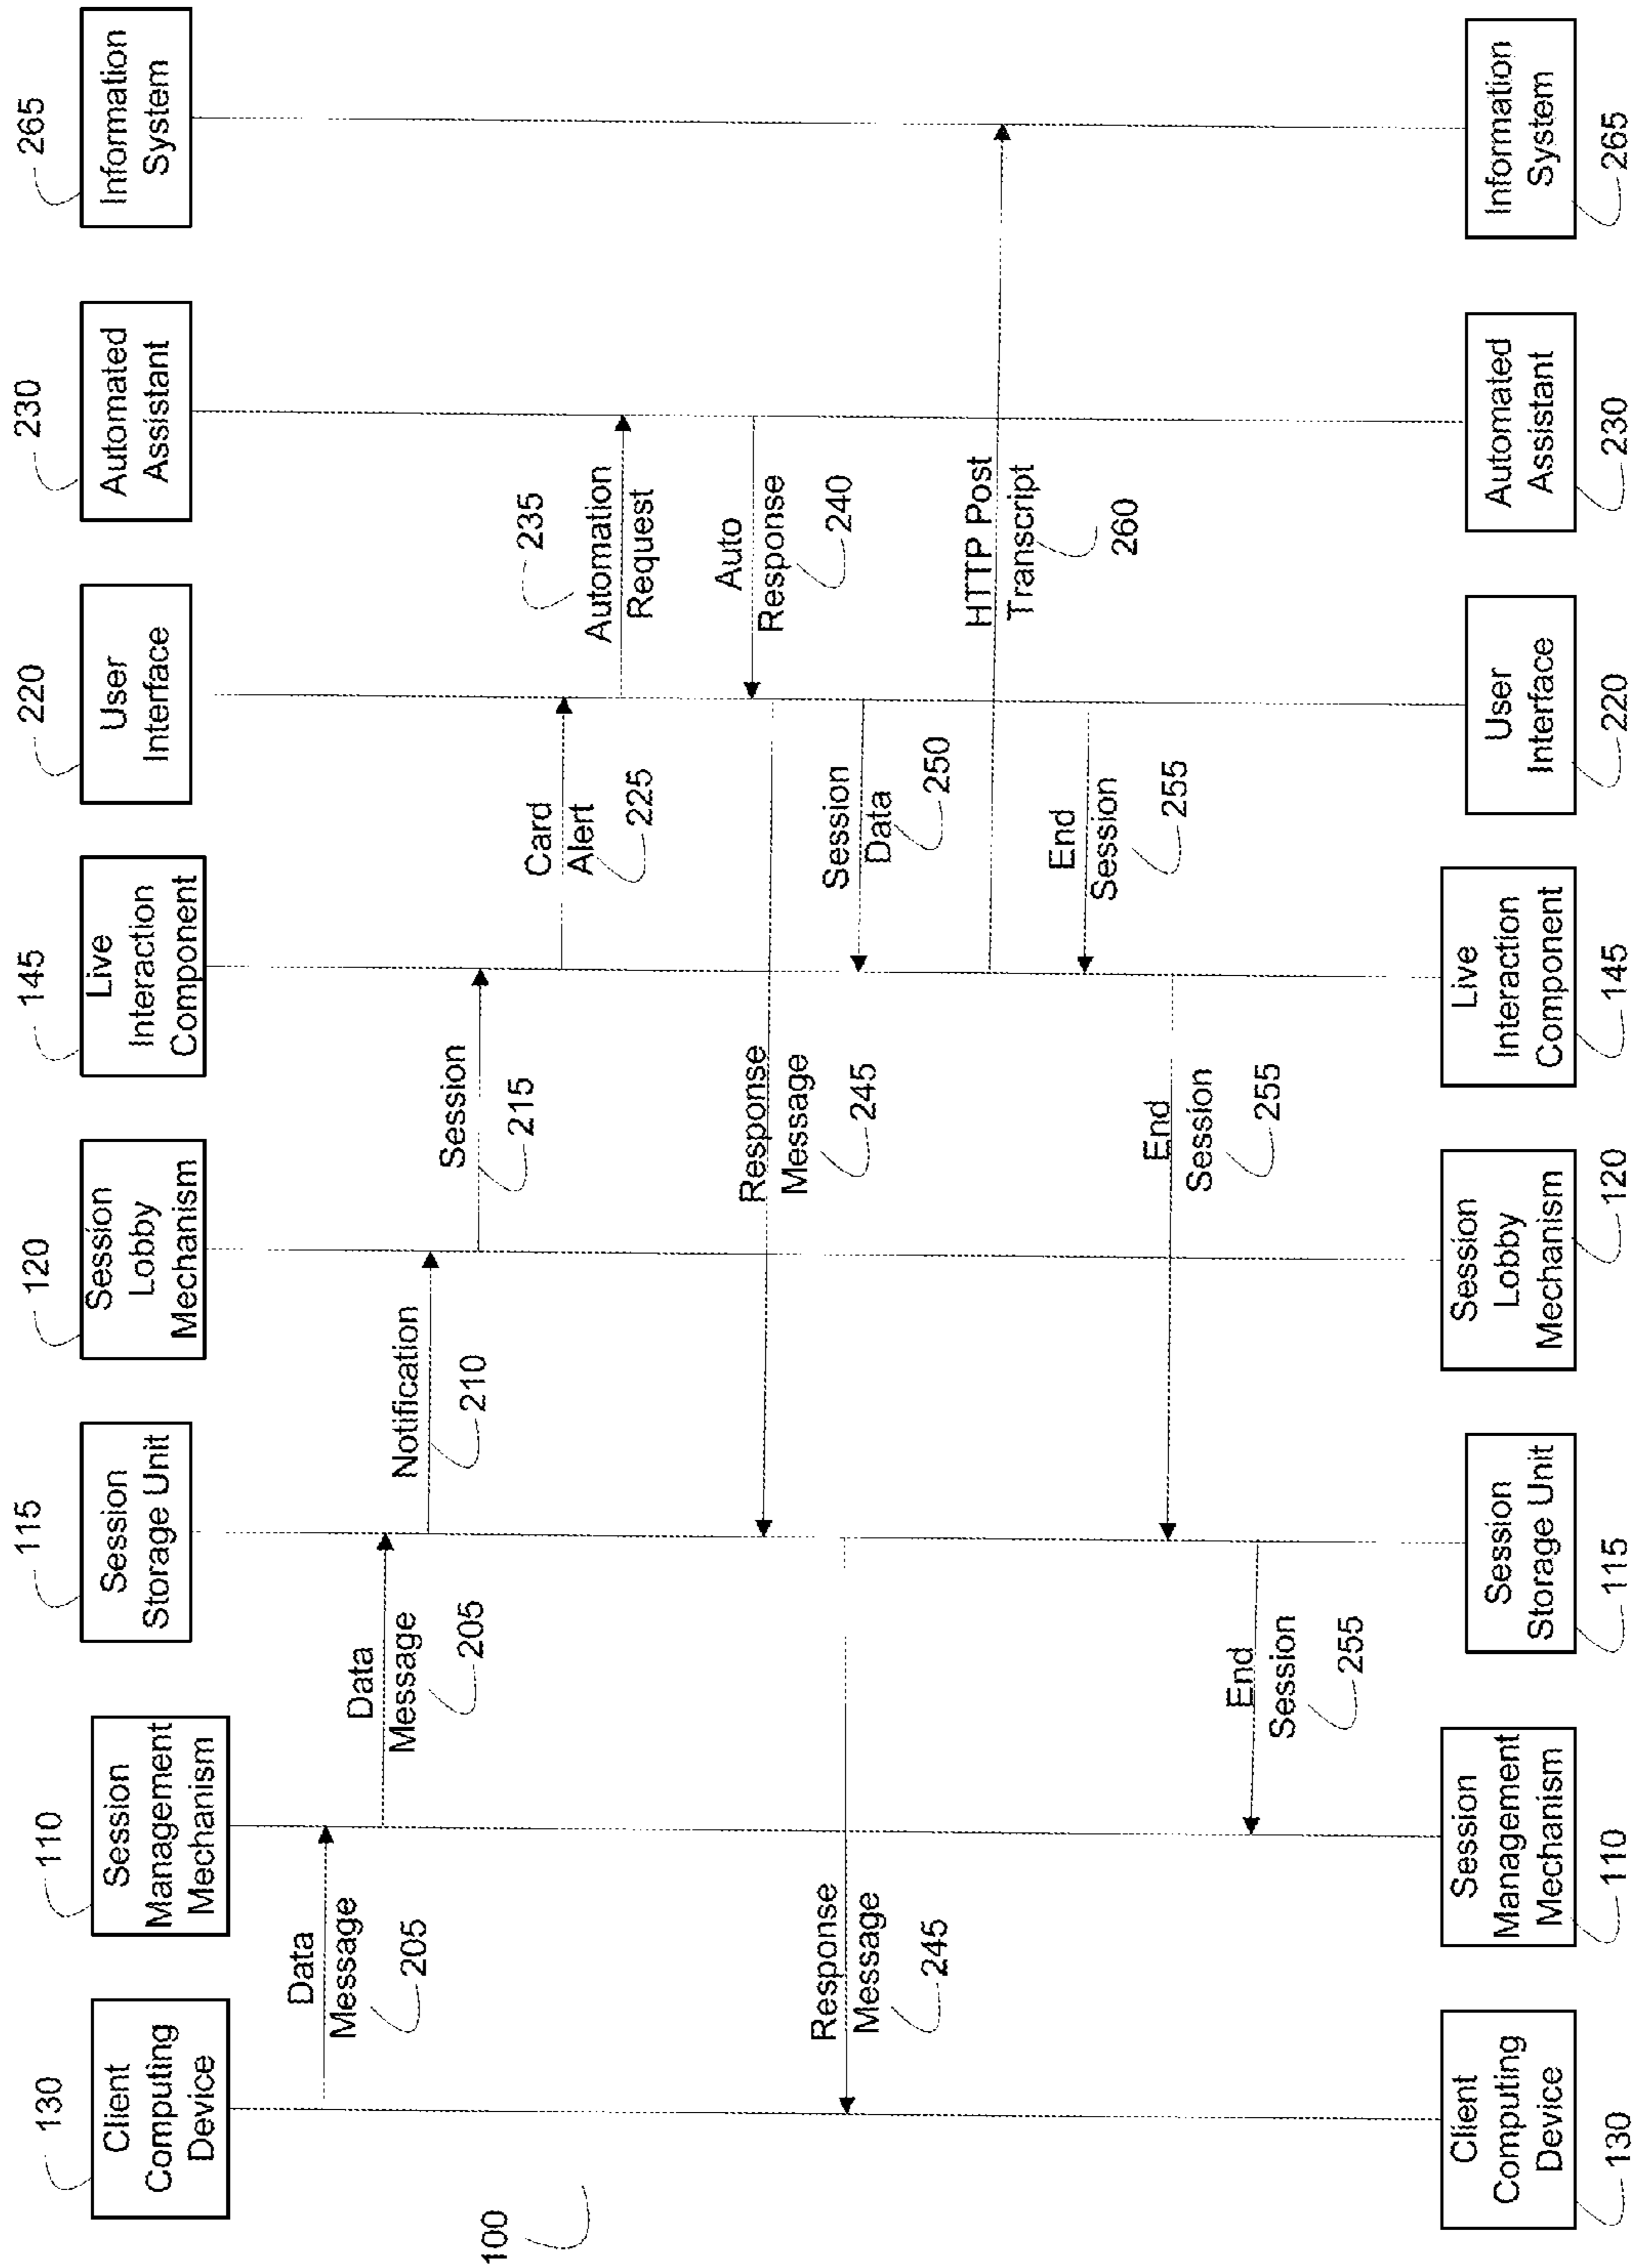 130
110
115
120
145
220
230
265
Client
Computing
Device
Session
Management
Mechanism
Session
Storage Unit
Session
Lobby
Mechanism
Live
Interaction
Component
User
Interface
Automated
Assistant
Information
System
Data
Message
205
Data
Message
205
Notification
210
Session
215
Card
Alert
225
235
Automation
Request
Auto
Response
240
Response
Message
245
Response
Message
245
Session
Data
250
HTTP Post
Transcript
260
End
Session
255
End
Session
255
End
Session
255
100
Client
Computing
Device
Session
Management
Mechanism
Session
Storage Unit
Session
Lobby
Mechanism
Live
Interaction
Component
User
Interface
Automated
Assistant
Information
System
130
110
115
120
145
220
230
265